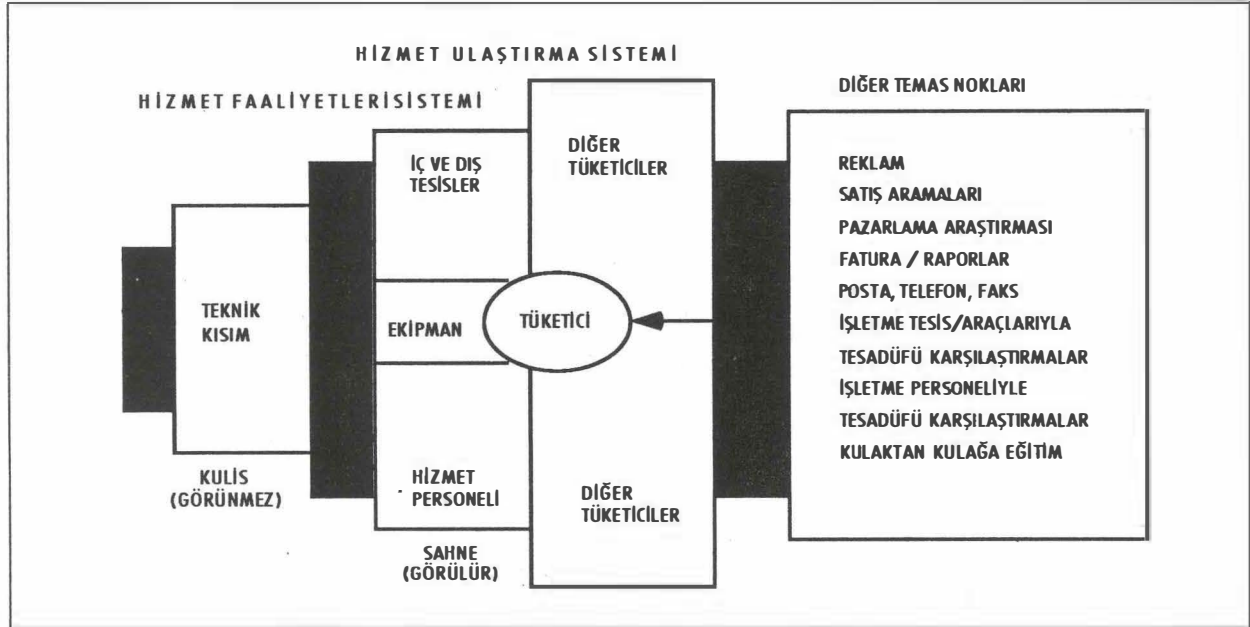 HİZMET ULAŞTIRMA SİSTEMİ
HİZMET FAALİYETLERİSİSTEMİ
TEKNİK
KISIM
KULİS
(GÖRÜNMEZ)
İÇ VE DIŞ
TESİSLER
EKİPMAN
HİZMET
PERSONELİ
SAHNE
(GÖRÜLÜR)
DİĞER
TÜKETİCİLER
TÜKETİCİ
DİĞER
TÜKETİCİLER
DİĞER TEMAS NOKLARI
REKLAM
SATIŞ ARAMALARI
PAZARLAMA ARAŞTIRMASI
FATURA / RAPORLAR
POSTA, TELEFON, FAKS
İŞLETME TESİS/ARAÇLARIYLA
TESADÜFÜ KARŞILAŞTIRMALAR
İŞLETME PERSONELİYLE
TESADÜFÜ KARŞILAŞTIRMALAR
KULAKTAN KULAĞA EĞİTİM